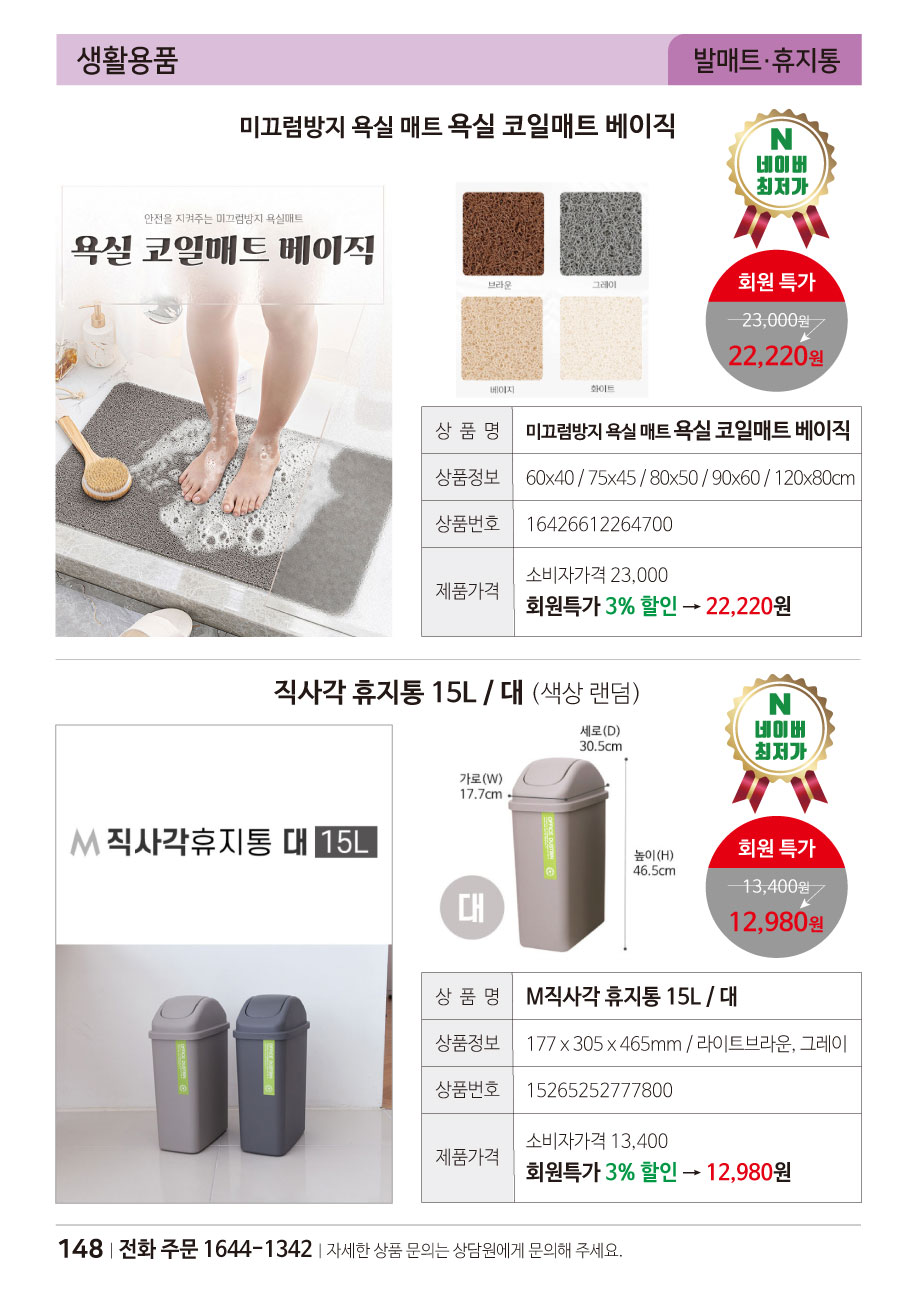 생활용품
발매트·휴지통
미끄럼방지 욕실 매트 욕실 코일매트 베이직
N
네이버
최저가
안전을 지켜주는 미끄럼방지 욕실매트
욕실 코일매트 베이직
브라운
그레이
베이지
화이트
회원 특가
23,000원
22,220원
상 품 명
미끄럼방지 욕실 매트 욕실 코일매트 베이직
상품정보
60x40 / 75x45 / 80x50 / 90x60 / 120x80cm
상품번호
16426612264700
제품가격
소비자가격 23,000
회원특가 3% 할인 → 22,220원
직사각 휴지통 15L / 대 (색상 랜덤)
N
네이버
최저가
M 직사각휴지통 대 15L
세로(D)
30.5cm
가로(W)
17.7cm
높이(H)
46.5cm
대
OFFICE DUSTBIN
회원 특가
13,400원
12,980원
상 품 명
M직사각 휴지통 15L / 대
상품정보
177 x 305 x 465mm / 라이트브라운, 그레이
상품번호
15265252777800
제품가격
소비자가격 13,400
회원특가 3% 할인 → 12,980원
148 | 전화 주문 1644-1342 | 자세한 상품 문의는 상담원에게 문의해 주세요.